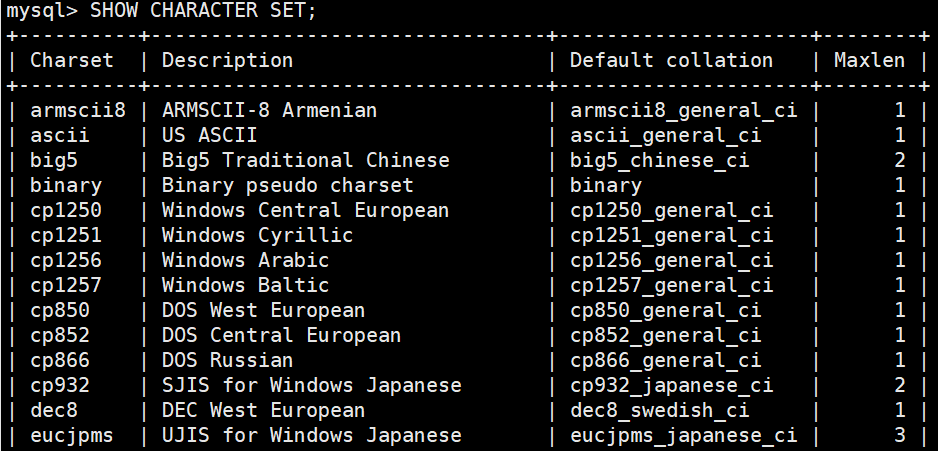 mysql> SHOW CHARACTER SET;
+----------+---------------------------------+---------------------+--------+
| Charset  | Description                     | Default collation   | Maxlen |
+----------+---------------------------------+---------------------+--------+
| armscii8 | ARMSCII-8 Armenian              | armscii8_general_ci |      1 |
| ascii    | US ASCII                        | ascii_general_ci    |      1 |
| big5     | Big5 Traditional Chinese        | big5_chinese_ci     |      2 |
| binary   | Binary pseudo charset           | binary              |      1 |
| cp1250   | Windows Central European        | cp1250_general_ci   |      1 |
| cp1251   | Windows Cyrillic                | cp1251_general_ci   |      1 |
| cp1256   | Windows Arabic                  | cp1256_general_ci   |      1 |
| cp1257   | Windows Baltic                  | cp1257_general_ci   |      1 |
| cp850    | DOS West European               | cp850_general_ci    |      1 |
| cp852    | DOS Central European            | cp852_general_ci    |      1 |
| cp866    | DOS Russian                     | cp866_general_ci    |      1 |
| cp932    | SJIS for Windows Japanese       | cp932_japanese_ci   |      2 |
| dec8     | DEC West European               | dec8_swedish_ci     |      1 |
| eucjpms  | UJIS for Windows Japanese       | eucjpms_japanese_ci |      3 |